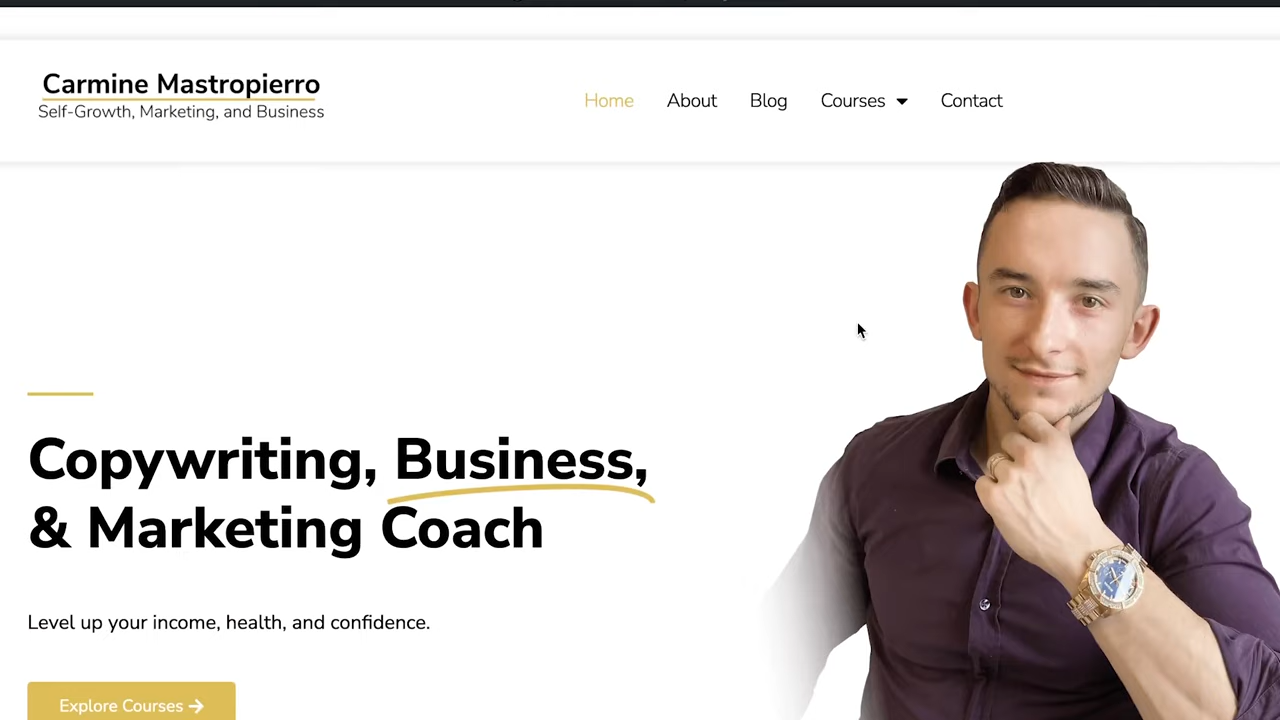 Carmine Mastropierro
Self-Growth, Marketing, and Business
Home About Blog Courses Contact
Copywriting, Business,
& Marketing Coach
Level up your income, health, and confidence.
Explore Courses